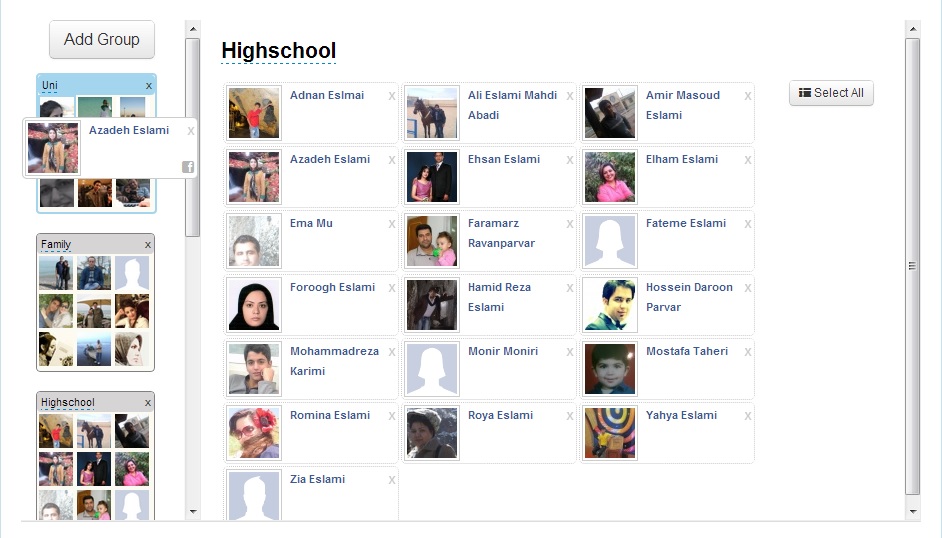 Add Group
Uni x
Azadeh Eslami x
f
Family x
Highschool x
Highschool
Select All
Adnan Eslmai x
Ali Eslami Mahdi x
Abadi
Amir Masoud x
Eslami
Azadeh Eslami x
Ehsan Eslami x
Elham Eslami x
Ema Mu x
Faramarz x
Ravanparvar
Fateme Eslami x
Foroogh Eslami x
Hamid Reza x
Eslami
Hossein Daroon x
Parvar
Mohammadreza x
Karimi
Monir Moniri x
Mostafa Taheri x
Romina Eslami x
Roya Eslami x
Yahya Eslami x
Zia Eslami x